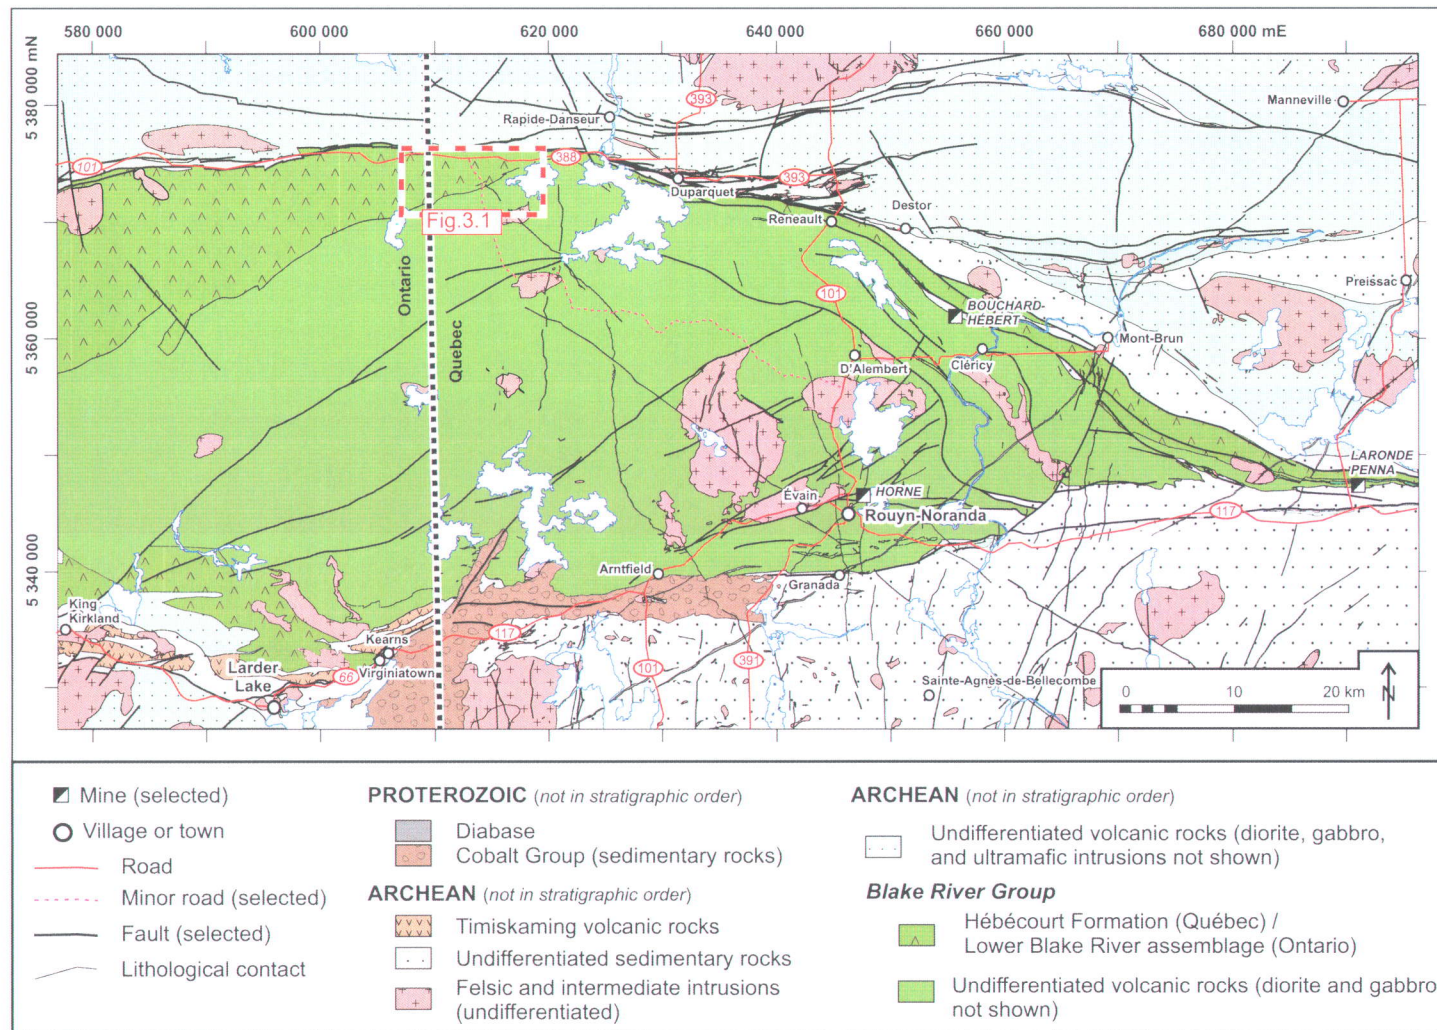 580 000
600 000
620 000
640 000
660 000
680 000 mE
5 380 000 mN
5 360 000
5 340 000
393
Manneville
Rapide-Danseur
101
388
393
Duparquet
Destor
Reneault
Fig.3.1
Ontario
Quebec
Preissac
101
BOUCHARD-
HÉBERT
Mont-Brun
D'Alembert
Cléricy
LARONDE
PENNA
Évain
HORNE
Rouyn-Noranda
117
Arntfield
Granada
King
Kirkland
Kearns
117
Larder
Lake
Virginiatown
66
101
391
Sainte-Agnès-de-Bellecombe
0 10 20 km
N
Mine (selected)
Village or town
Road
Minor road (selected)
Fault (selected)
Lithological contact
PROTEROZOIC (not in stratigraphic order)
Diabase
Cobalt Group (sedimentary rocks)
ARCHEAN (not in stratigraphic order)
Timiskaming volcanic rocks
Undifferentiated sedimentary rocks
Felsic and intermediate intrusions
(undifferentiated)
ARCHEAN (not in stratigraphic order)
Undifferentiated volcanic rocks (diorite, gabbro,
and ultramafic intrusions not shown)
Blake River Group
Hébécourt Formation (Québec) /
Lower Blake River assemblage (Ontario)
Undifferentiated volcanic rocks (diorite and gabbro
not shown)